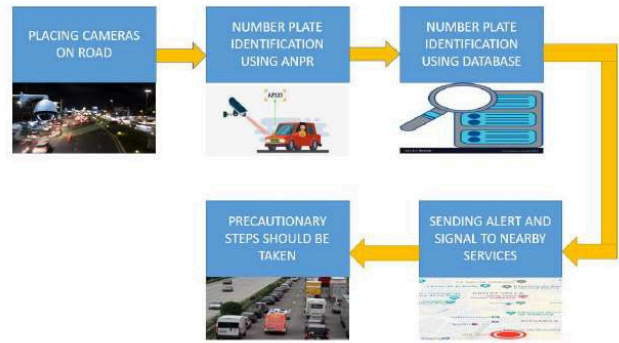 PLACING CAMERAS
ON ROAD
NUMBER PLATE
IDENTIFICATION
USING ANPR
NUMBER PLATE
IDENTIFICATION
USING DATABASE
PRECAUTIONARY
STEPS SHOULD BE
TAKEN
SENDING ALERT AND
SIGNAL TO NEARBY
SERVICES